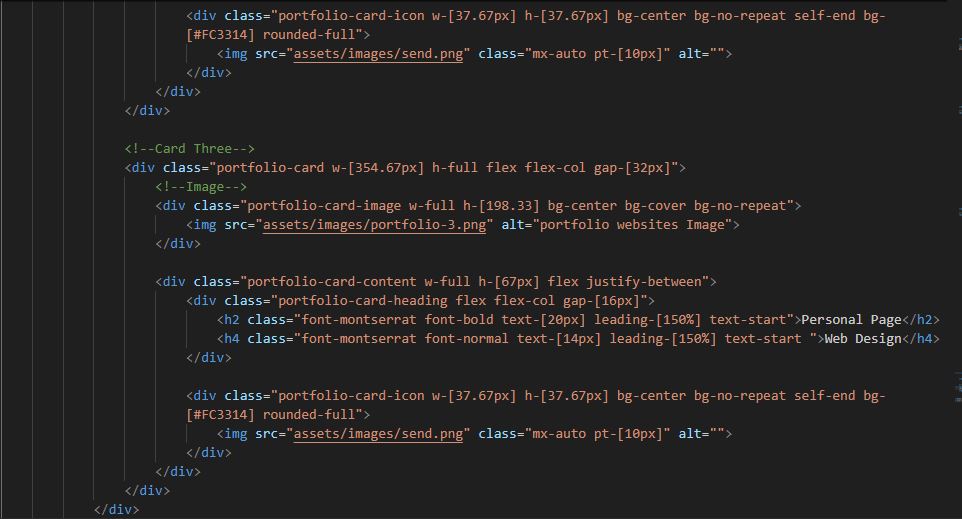 <div class="portfolio-card-icon w-[37.67px] h-[37.67px] bg-center bg-no-repeat self-end bg-
[#FC3314] rounded-full">
<img src="assets/images/send.png" class="mx-auto pt-[10px]" alt="">
</div>
</div>
</div>
<!--Card Three-->
<div class="portfolio-card w-[354.67px] h-full flex flex-col gap-[32px]">
<!--Image-->
<div class="portfolio-card-image w-full h-[198.33] bg-center bg-cover bg-no-repeat">
<img src="assets/images/portfolio-3.png" alt="portfolio websites Image">
</div>
<div class="portfolio-card-content w-full h-[67px] flex justify-between">
<div class="portfolio-card-heading flex flex-col gap-[16px]">
<h2 class="font-montserrat font-bold text-[20px] leading-[150%] text-start">Personal Page</h2>
<h4 class="font-montserrat font-normal text-[14px] leading-[150%] text-start ">Web Design</h4>
</div>
<div class="portfolio-card-icon w-[37.67px] h-[37.67px] bg-center bg-no-repeat self-end bg-
[#FC3314] rounded-full">
<img src="assets/images/send.png" class="mx-auto pt-[10px]" alt="">
</div>
</div>
</div>
</div>